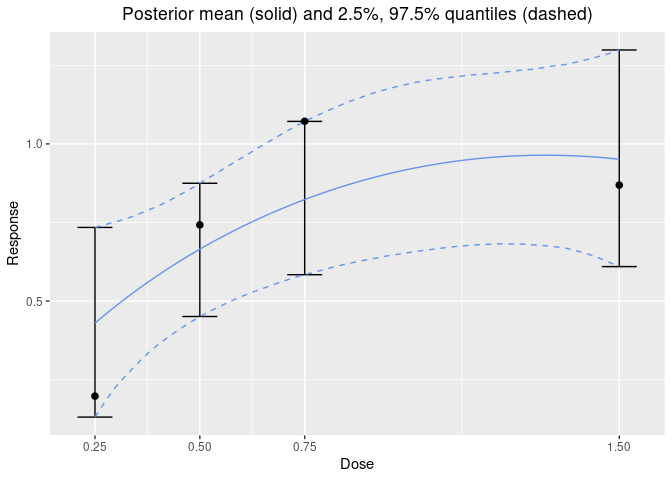 Posterior mean (solid) and 2.5%, 97.5% quantiles (dashed)
Response
1.0
0.5
0.25 0.50 0.75 1.50
Dose